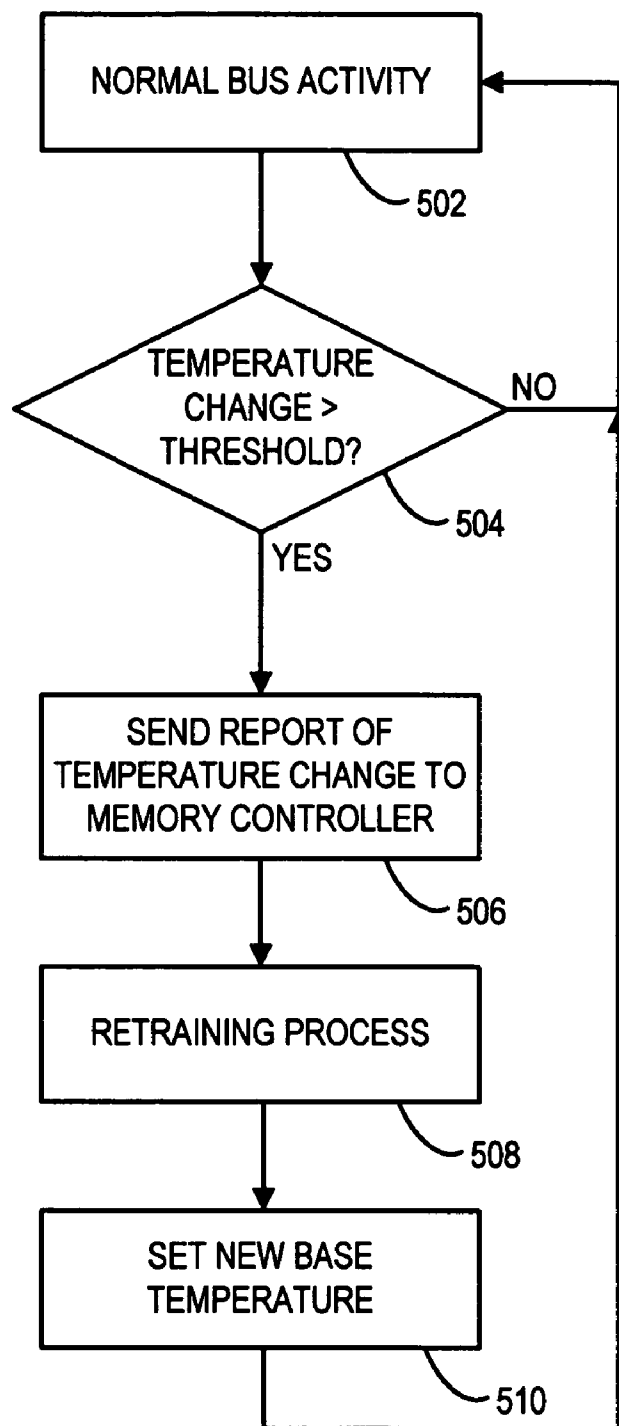 NORMAL BUS ACTIVITY
502
TEMPERATURE
CHANGE >
THRESHOLD?
NO
504
YES
SEND REPORT OF
TEMPERATURE CHANGE TO
MEMORY CONTROLLER
506
RETRAINING PROCESS
508
SET NEW BASE
TEMPERATURE
510